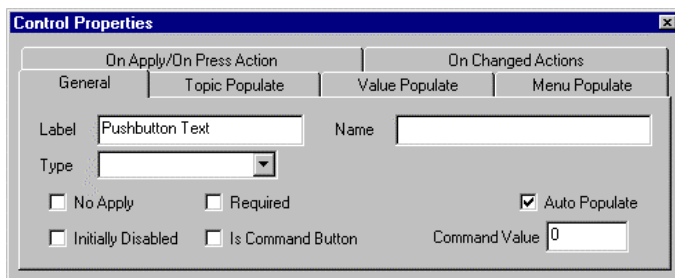 Control Properties
On Apply/On Press Action On Changed Actions
General Topic Populate Value Populate Menu Populate
Label Pushbutton Text Name
Type
No Apply Required Auto Populate
Initially Disabled Is Command Button Command Value 0